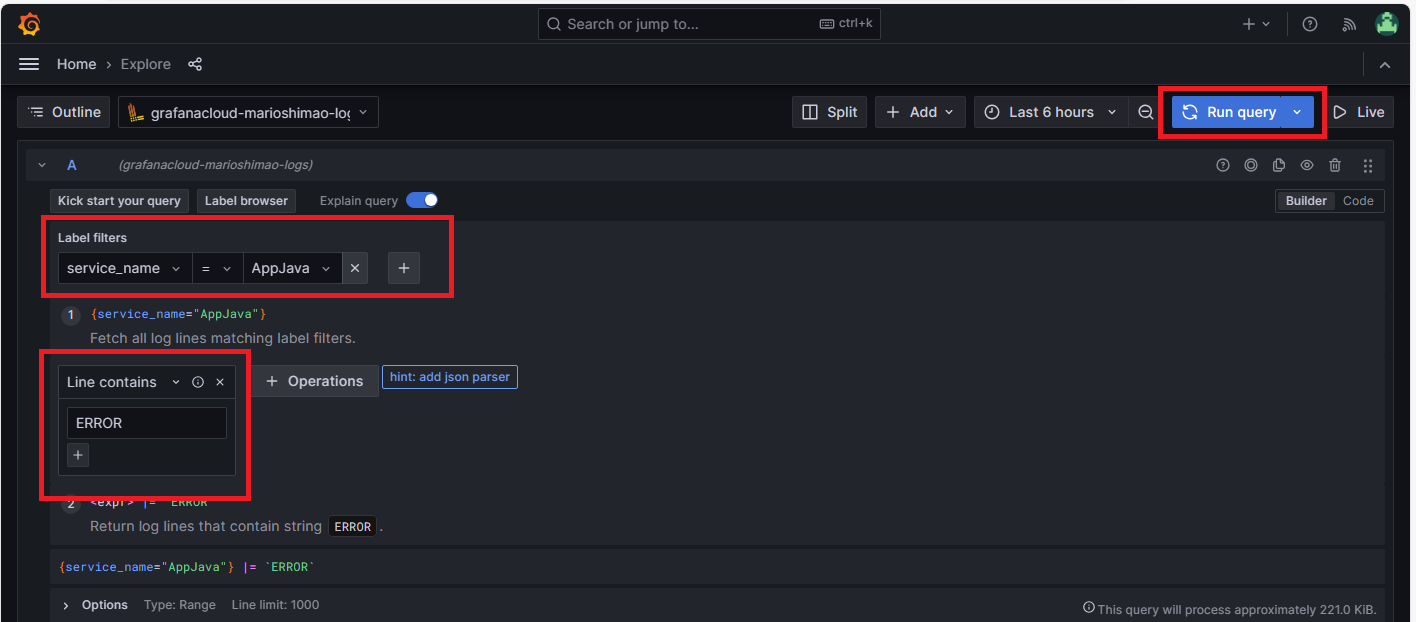 Search or jump to... ctrl+k
Home › Explore
Outline grafanacloud-marioshimao-log Split + Add Last 6 hours Run query Live
A (grafanacloud-marioshimao-logs)
Kick start your query Label browser Explain query Builder Code
Label filters
service_name = AppJava × +
1 {service_name="AppJava"}
Fetch all log lines matching label filters.
Line contains × + Operations hint: add json parser
ERROR
+
2 <expr> |= `ERROR`
Return log lines that contain string ERROR .
{service_name="AppJava"} |= `ERROR`
› Options Type: Range Line limit: 1000
This query will process approximately 221.0 KiB.